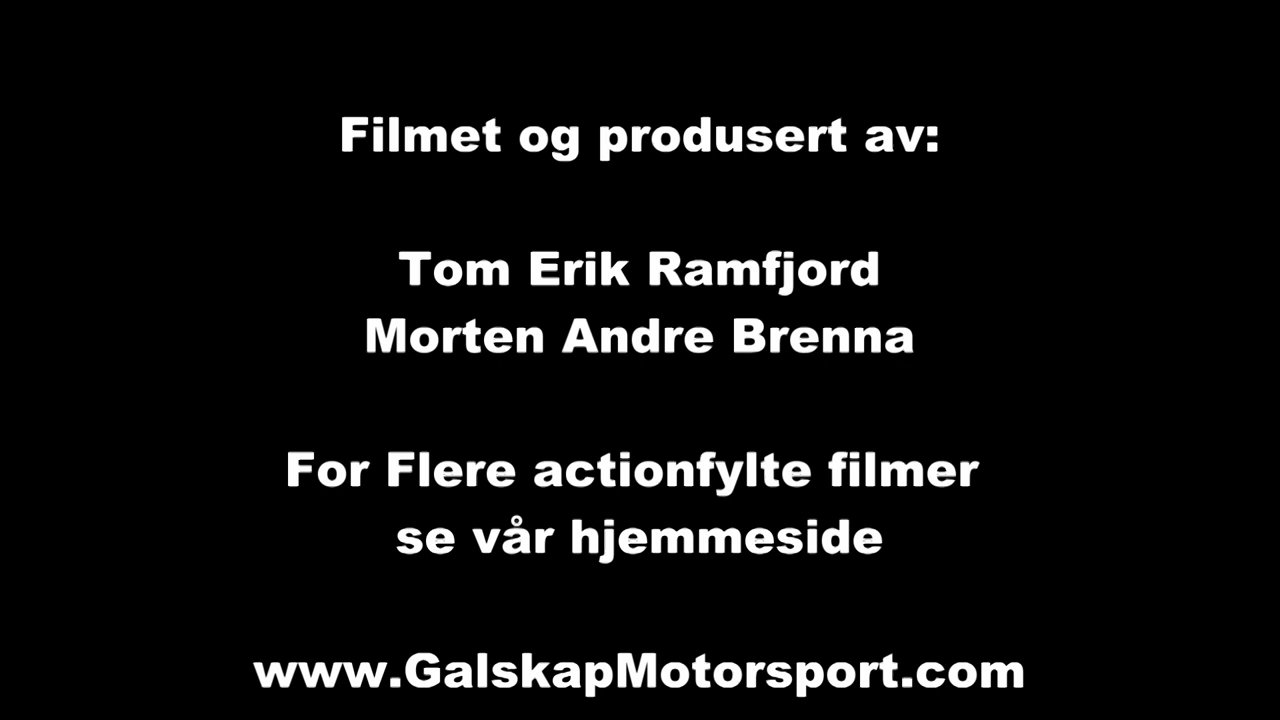 Filmet og produsert av:
Tom Erik Ramfjord
Morten Andre Brenna
For Flere actionfylte filmer
se vår hjemmeside
www.GalskapMotorsport.com